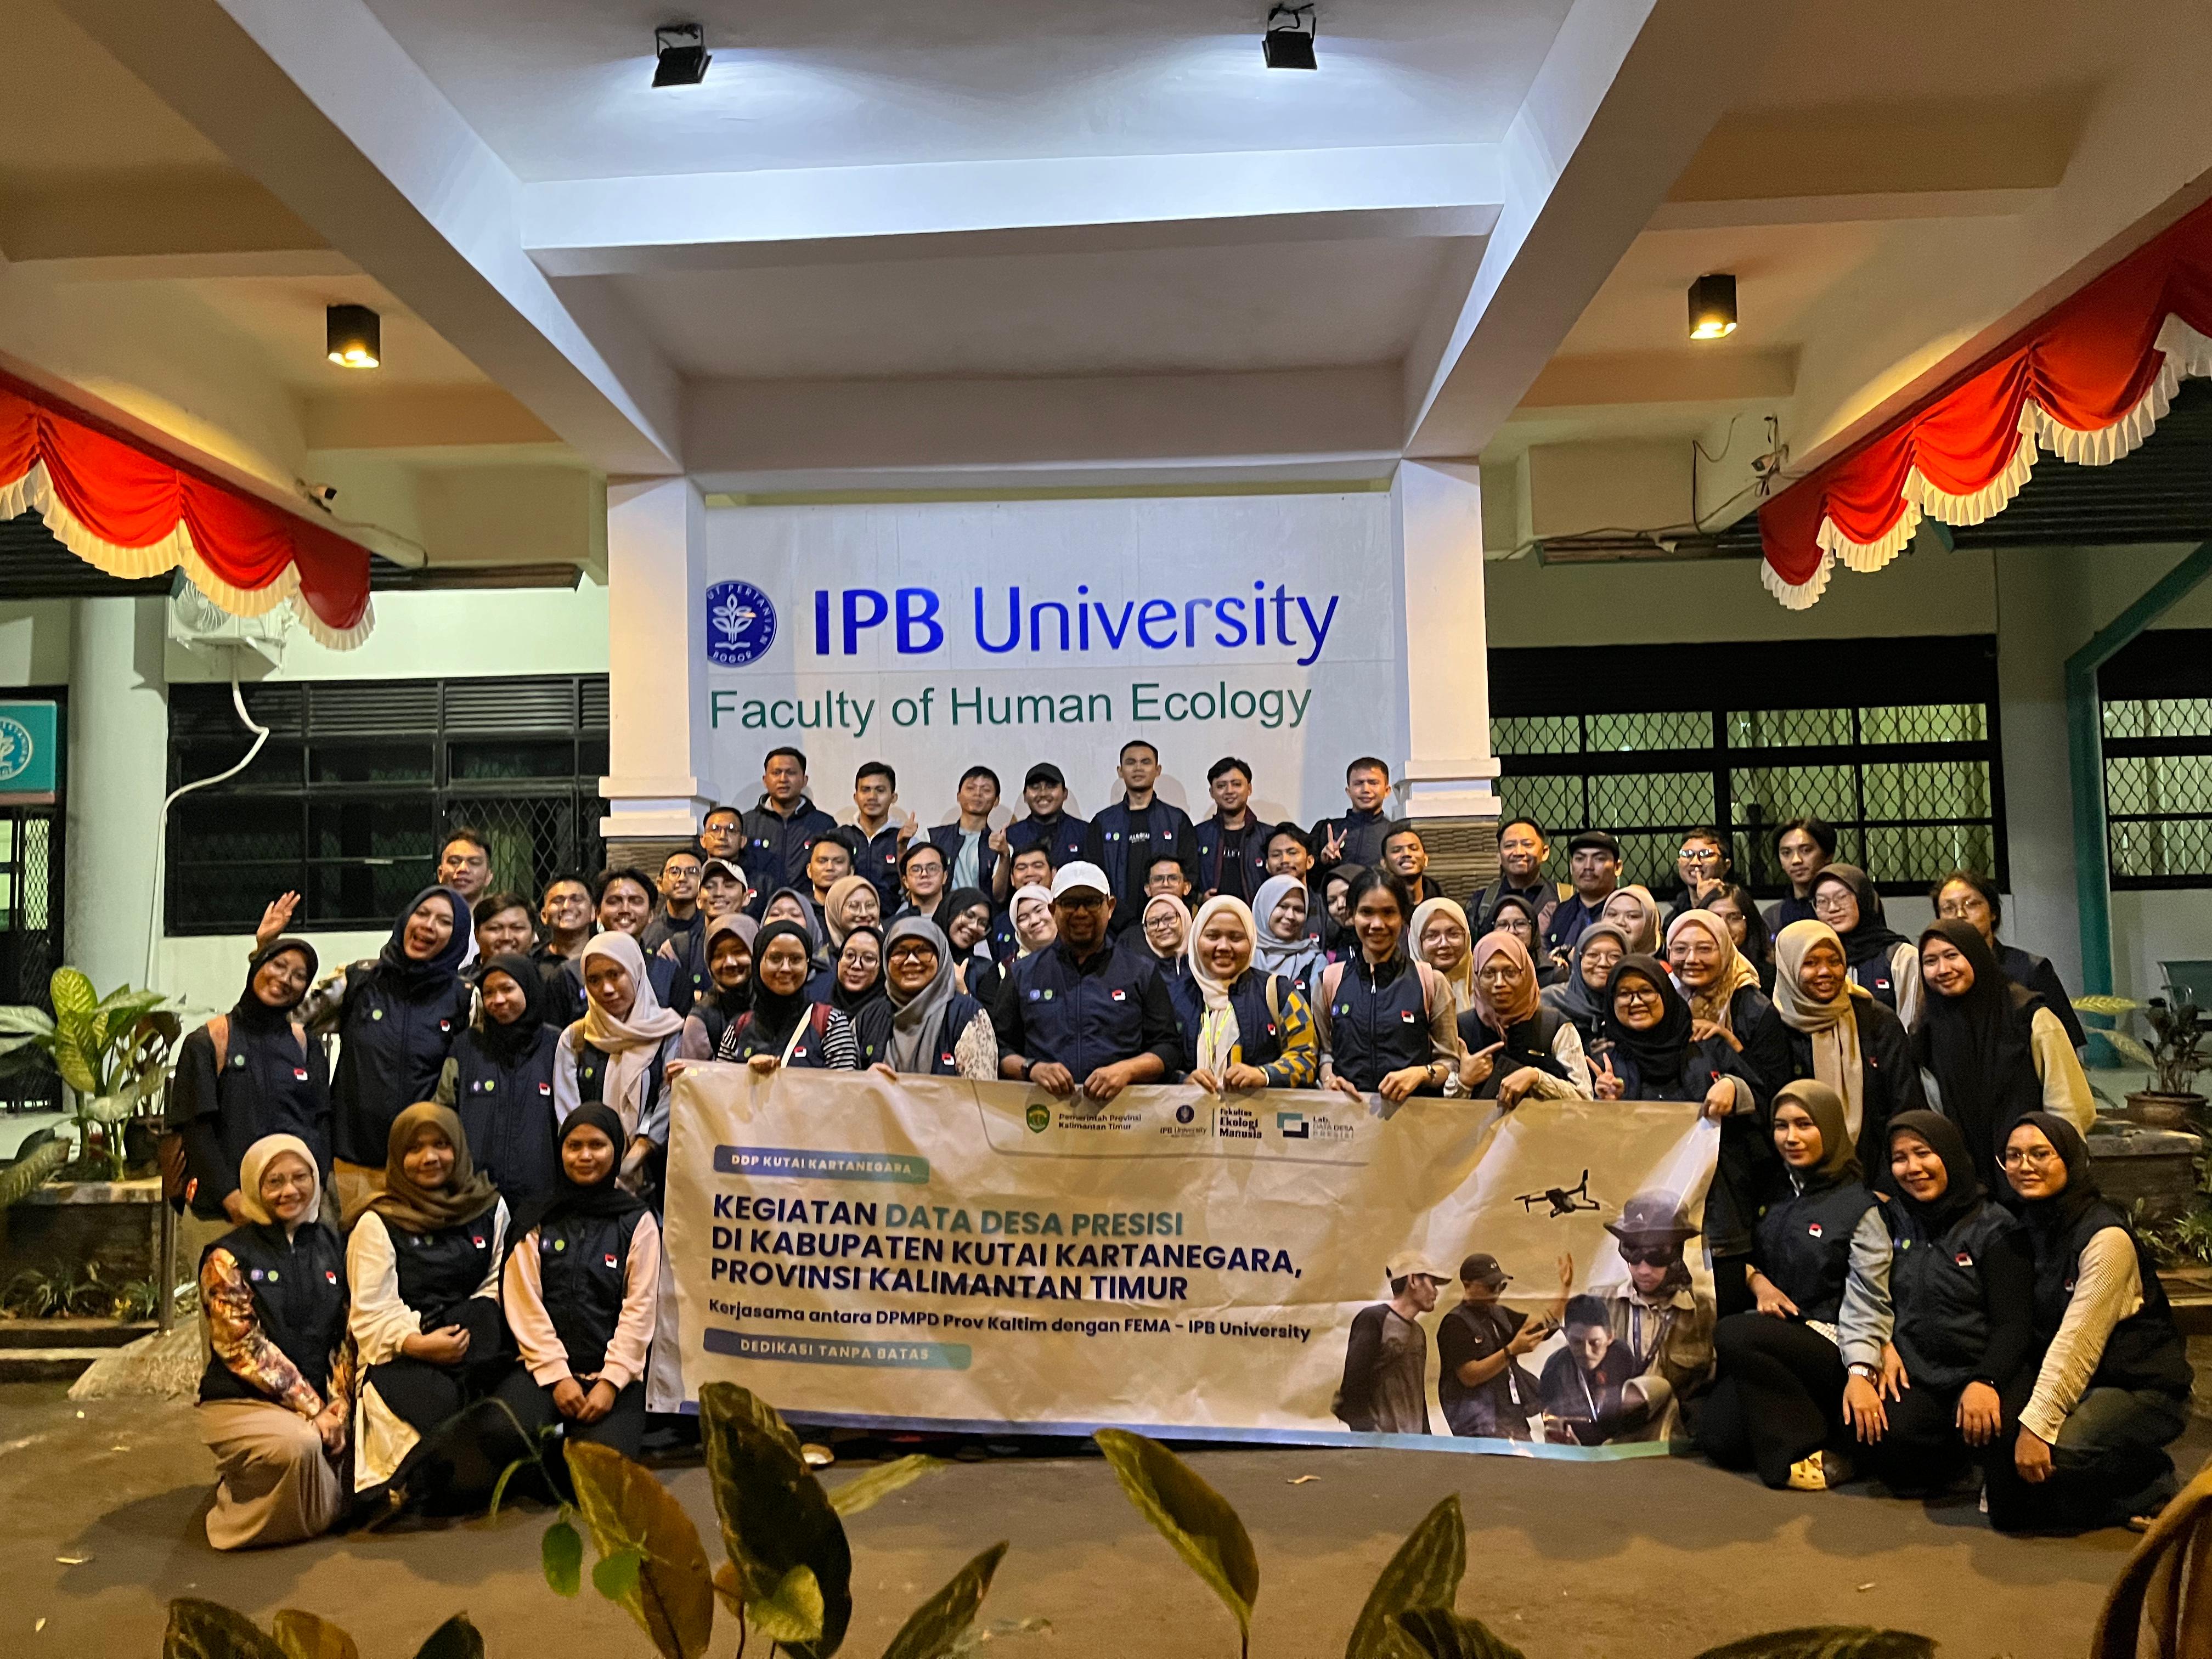 IPB University
Faculty of Human Ecology
Pemerintah Provinsi
Kalimantan Timur
IPB University
Fakultas
Ekologi
Manusia
Lab.
DATA DESA
PRESISI
DDP KUTAI KARTANEGARA
KEGIATAN DATA DESA PRESISI
DI KABUPATEN KUTAI KARTANEGARA,
PROVINSI KALIMANTAN TIMUR
Kerjasama antara DPMPD Prov Kaltim dengan FEMA - IPB University
DEDIKASI TANPA BATAS